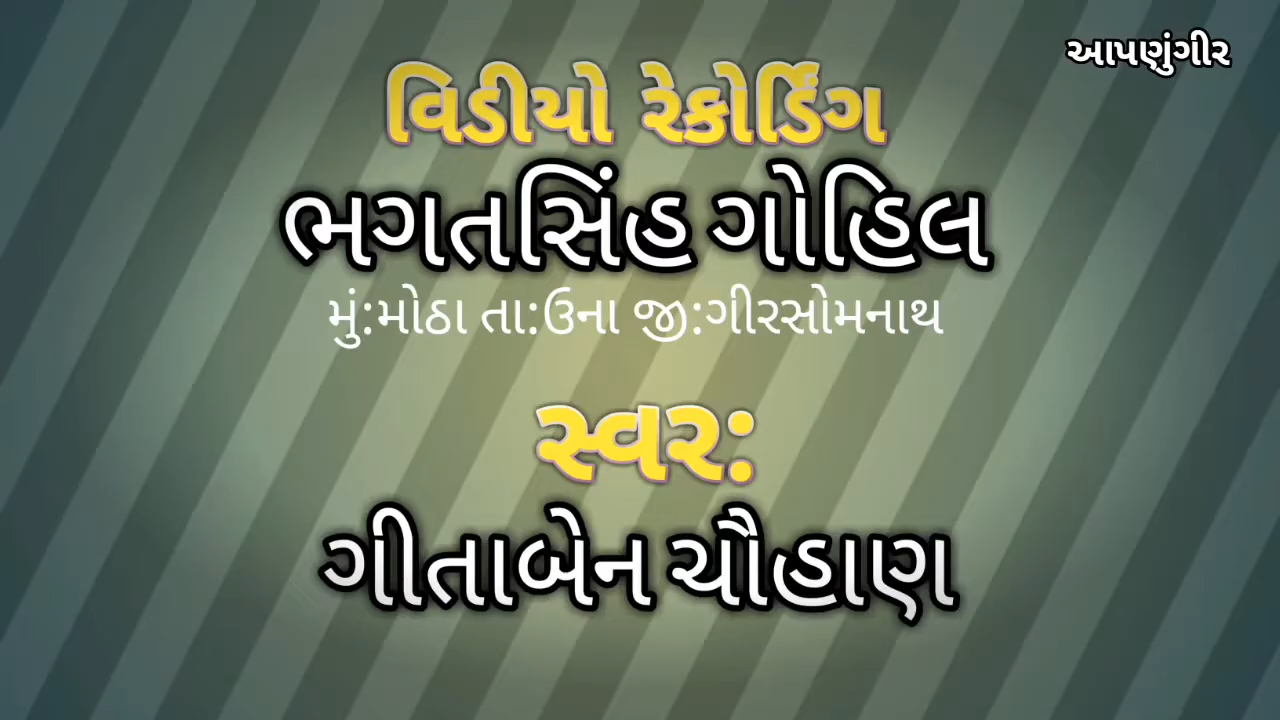 આપણુંગીર
વિડીયો રેકોર્ડિંગ
ભગતસિંહ ગોહિલ
મું:મોઠા તા:ઉના જી:ગીરસોમનાથ
સ્વર:
ગીતાબેન ચૌહાણ